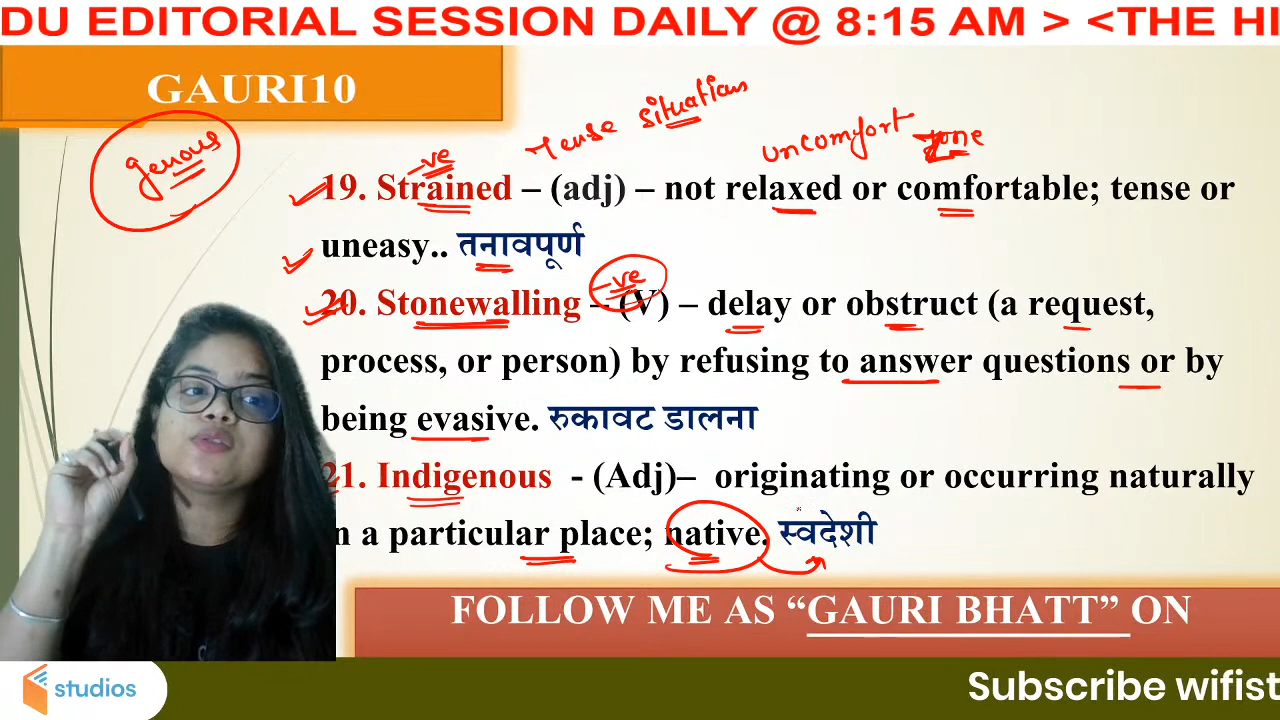 DU EDITORIAL SESSION DAILY @ 8:15 AM > <THE HI
GAURI10
genous
-ve
Tense situations
uncomfort zone
19. Strained – (adj) – not relaxed or comfortable; tense or
uneasy.. तनावपूर्ण
-ve
20. Stonewalling – (V) – delay or obstruct (a request,
process, or person) by refusing to answer questions or by
being evasive. रुकावट डालना
21. Indigenous - (Adj)– originating or occurring naturally
n a particular place; native. स्वदेशी
FOLLOW ME AS “GAURI BHATT” ON
studios
Subscribe wifist